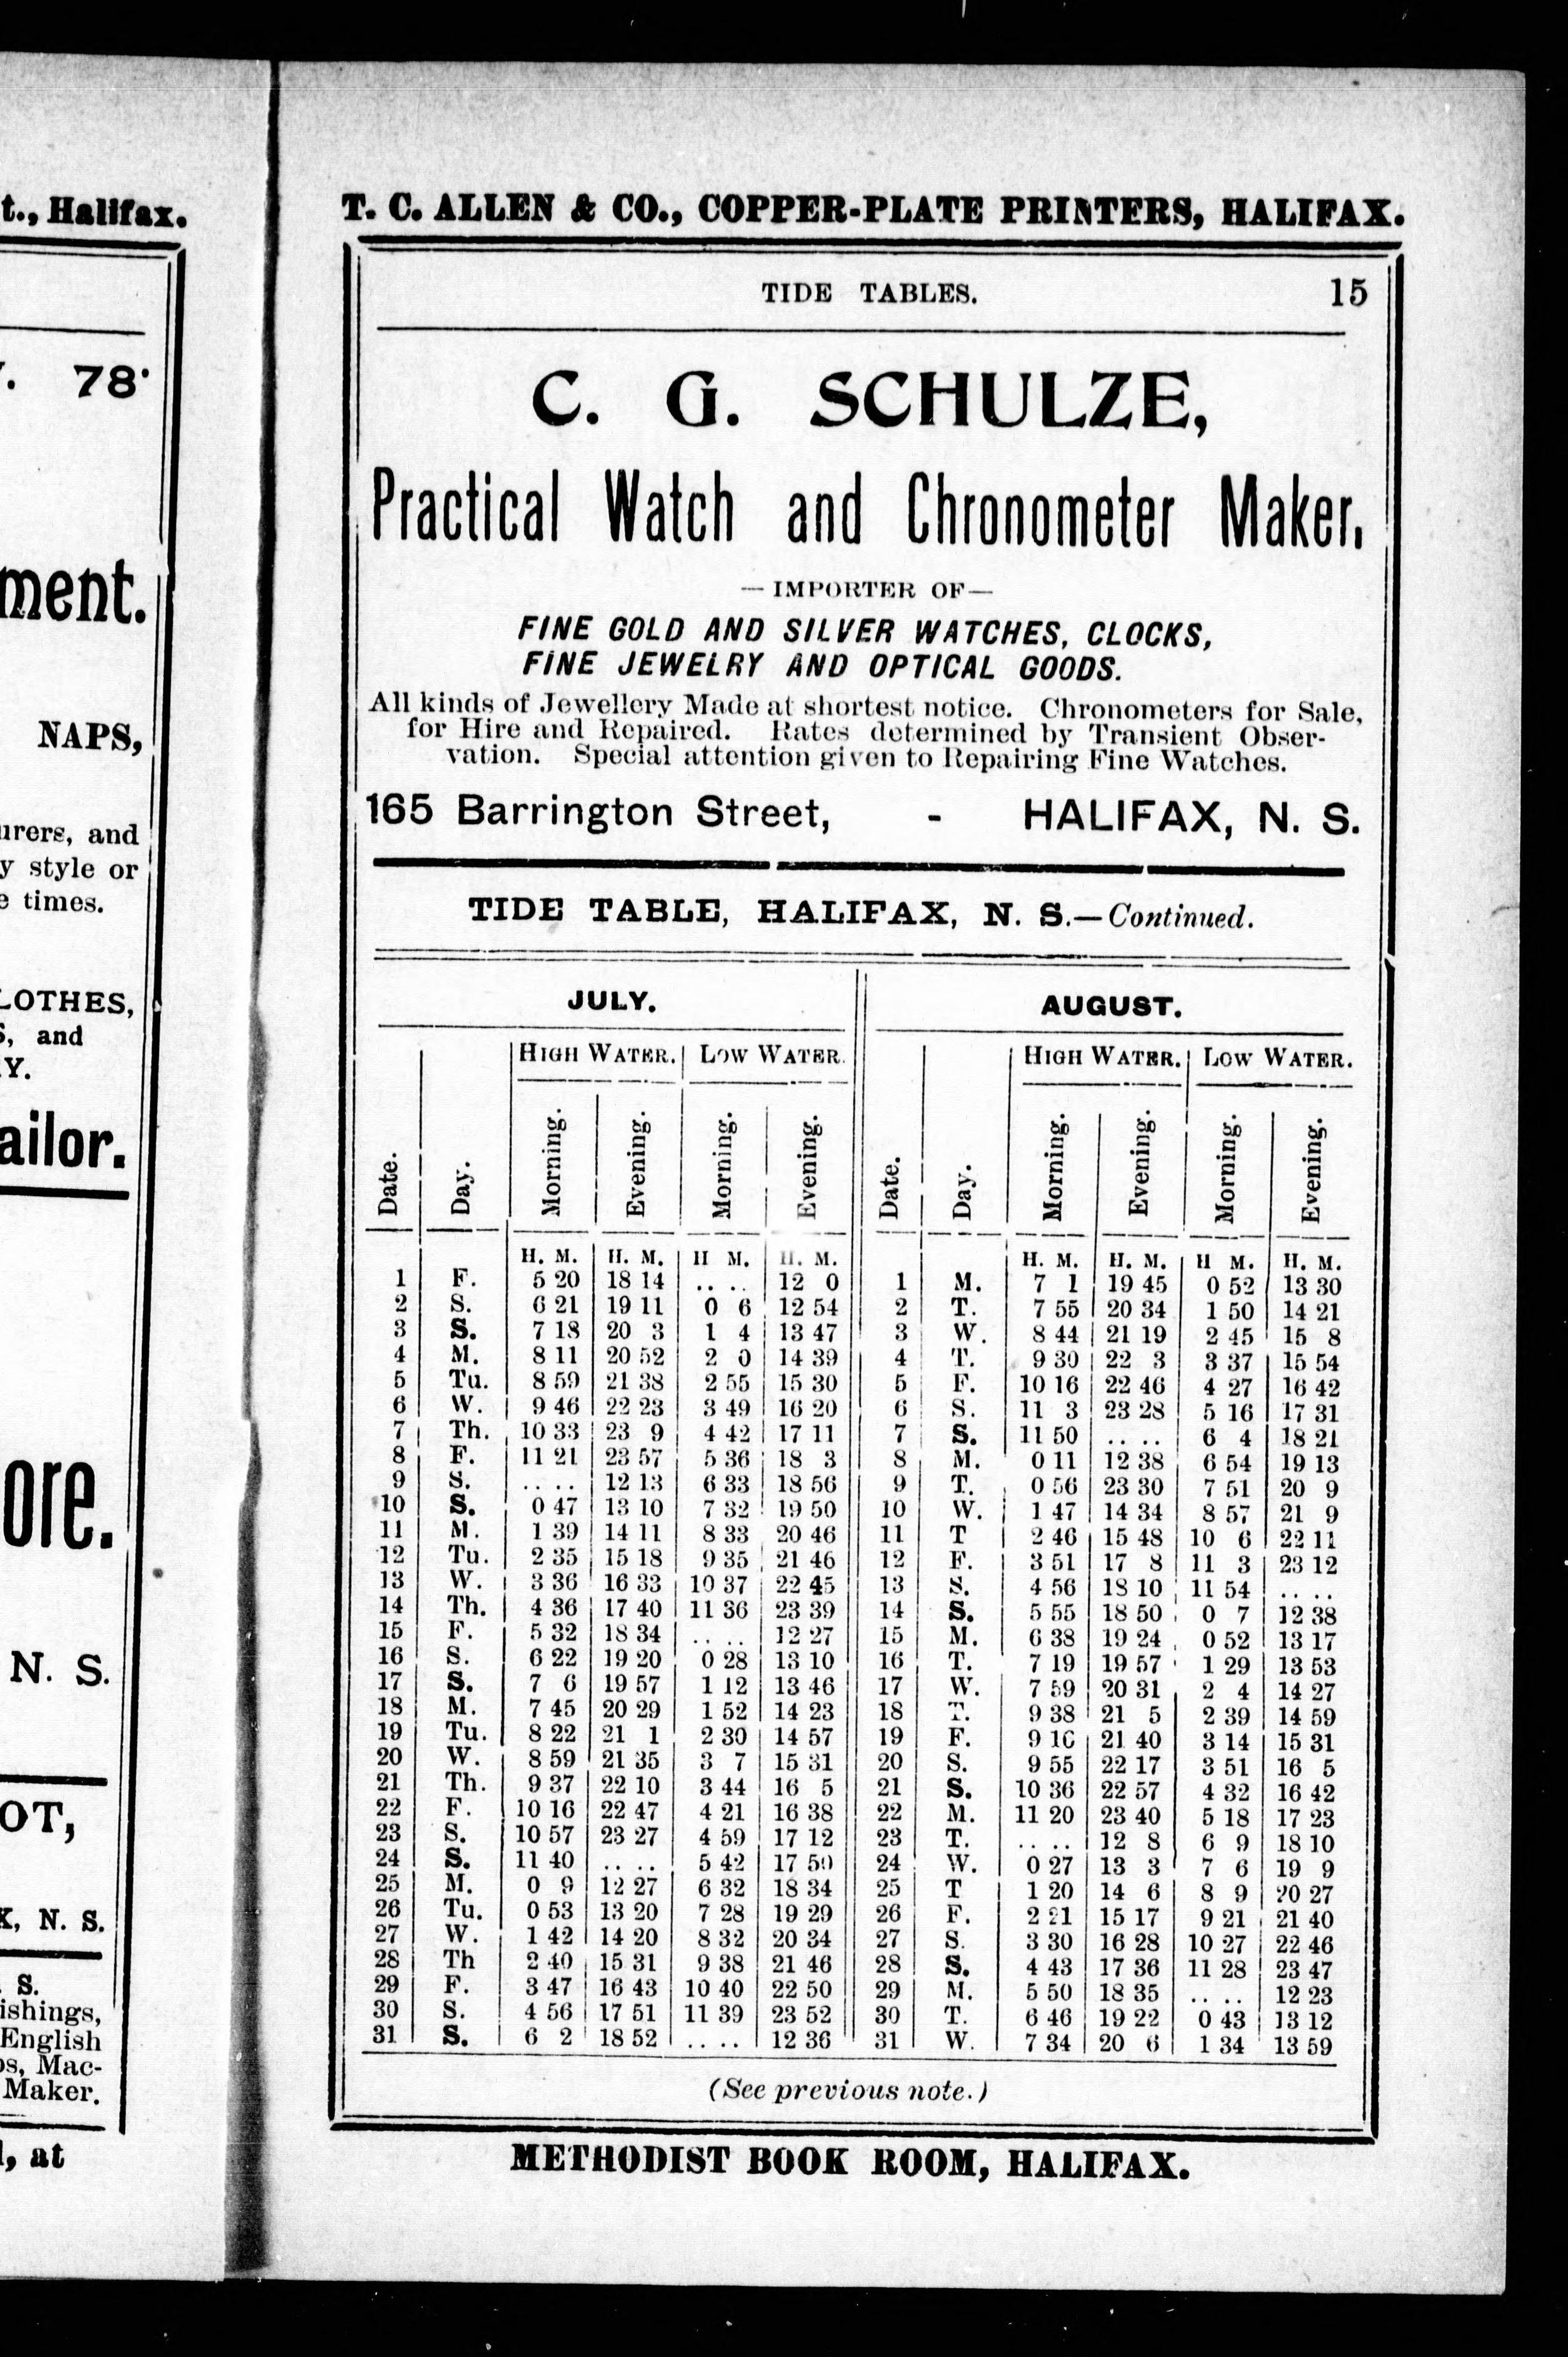 t., Halifax.
78
ment.
NAPS,
urers, and
y style or
e times.
LOTHES,
S, and
Y.
ailor.
ore.
N. S.
OT,
X, N. S.
S.
ishings,
English
os, Mac-
Maker.
l, at
T. C. ALLEN & CO., COPPER-PLATE PRINTERS, HALIFAX.
TIDE TABLES. 15
C. G. SCHULZE,
Practical Watch and Chronometer Maker.
— IMPORTER OF—
FINE GOLD AND SILVER WATCHES, CLOCKS,
FINE JEWELRY AND OPTICAL GOODS.
All kinds of Jewellery Made at shortest notice. Chronometers for Sale,
for Hire and Repaired. Rates determined by Transient Obser-
vation. Special attention given to Repairing Fine Watches.
165 Barrington Street, - HALIFAX, N. S.
TIDE TABLE, HALIFAX, N. S.—Continued.
JULY. AUGUST.
HIGH WATER. LOW WATER. HIGH WATER. LOW WATER.
Date. Day. Morning. Evening. Morning. Evening. Date. Day. Morning. Evening. Morning. Evening.
H. M. H. M. H M. H. M. H. M. H. M. H M. H. M.
1 F. 5 20 18 14 .. .. 12 0 1 M. 7 1 19 45 0 52 13 30
2 S. 6 21 19 11 0 6 12 54 2 T. 7 55 20 34 1 50 14 21
3 S. 7 18 20 3 1 4 13 47 3 W. 8 44 21 19 2 45 15 8
4 M. 8 11 20 52 2 0 14 39 4 T. 9 30 22 3 3 37 15 54
5 Tu. 8 59 21 38 2 55 15 30 5 F. 10 16 22 46 4 27 16 42
6 W. 9 46 22 23 3 49 16 20 6 S. 11 3 23 28 5 16 17 31
7 Th. 10 33 23 9 4 42 17 11 7 S. 11 50 .. .. 6 4 18 21
8 F. 11 21 23 57 5 36 18 3 8 M. 0 11 12 38 6 54 19 13
9 S. .. .. 12 13 6 33 18 56 9 T. 0 56 23 30 7 51 20 9
10 S. 0 47 13 10 7 32 19 50 10 W. 1 47 14 34 8 57 21 9
11 M. 1 39 14 11 8 33 20 46 11 T 2 46 15 48 10 6 22 11
12 Tu. 2 35 15 18 9 35 21 46 12 F. 3 51 17 8 11 3 23 12
13 W. 3 36 16 33 10 37 22 45 13 S. 4 56 18 10 11 54 .. ..
14 Th. 4 36 17 40 11 36 23 39 14 S. 5 55 18 50 0 7 12 38
15 F. 5 32 18 34 .. .. 12 27 15 M. 6 38 19 24 0 52 13 17
16 S. 6 22 19 20 0 28 13 10 16 T. 7 19 19 57 1 29 13 53
17 S. 7 6 19 57 1 12 13 46 17 W. 7 59 20 31 2 4 14 27
18 M. 7 45 20 29 1 52 14 23 18 T. 9 38 21 5 2 39 14 59
19 Tu. 8 22 21 1 2 30 14 57 19 F. 9 16 21 40 3 14 15 31
20 W. 8 59 21 35 3 7 15 31 20 S. 9 55 22 17 3 51 16 5
21 Th. 9 37 22 10 3 44 16 5 21 S. 10 36 22 57 4 32 16 42
22 F. 10 16 22 47 4 21 16 38 22 M. 11 20 23 40 5 18 17 23
23 S. 10 57 23 27 4 59 17 12 23 T. .. .. 12 8 6 9 18 10
24 S. 11 40 .. .. 5 42 17 50 24 W. 0 27 13 3 7 6 19 9
25 M. 0 9 12 27 6 32 18 34 25 T 1 20 14 6 8 9 20 27
26 Tu. 0 53 13 20 7 28 19 29 26 F. 2 21 15 17 9 21 21 40
27 W. 1 42 14 20 8 32 20 34 27 S. 3 30 16 28 10 27 22 46
28 Th 2 40 15 31 9 38 21 46 28 S. 4 43 17 36 11 28 23 47
29 F. 3 47 16 43 10 40 22 50 29 M. 5 50 18 35 .. .. 12 23
30 S. 4 56 17 51 11 39 23 52 30 T. 6 46 19 22 0 43 13 12
31 S. 6 2 18 52 .. .. 12 36 31 W. 7 34 20 6 1 34 13 59
(See previous note.)
METHODIST BOOK ROOM, HALIFAX.